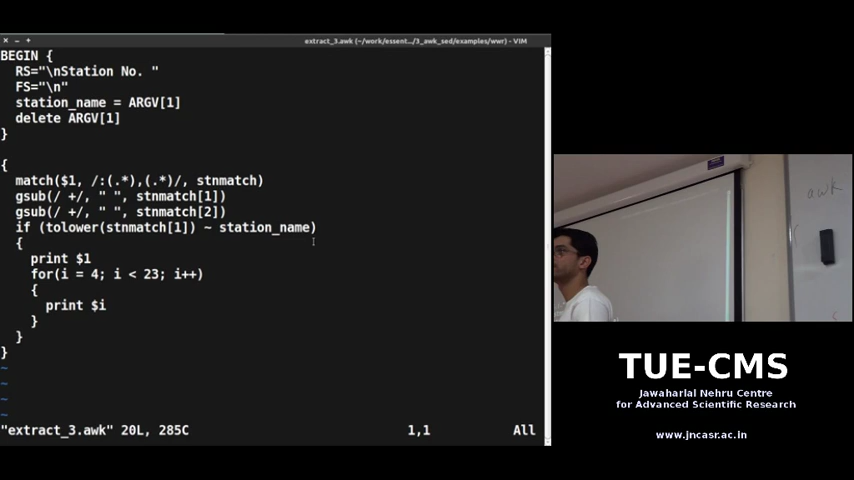 extract_3.awk (~/work/essent.../3_awk_sed/examples/wwr) - VIM
BEGIN {
RS="\nStation No. "
FS="\n"
station_name = ARGV[1]
delete ARGV[1]
}
{
match($1, /:(.*),(.*)/, stnmatch)
gsub(/ +/, " ", stnmatch[1])
gsub(/ +/, " ", stnmatch[2])
if (tolower(stnmatch[1]) ~ station_name)
{
print $1
for(i = 4; i < 23; i++)
{
print $i
}
}
}
~
~
~
~
"extract_3.awk" 20L, 285C 1,1 All
awk
TUE-CMS
Jawaharlal Nehru Centre
for Advanced Scientific Research
www.jncasr.ac.in